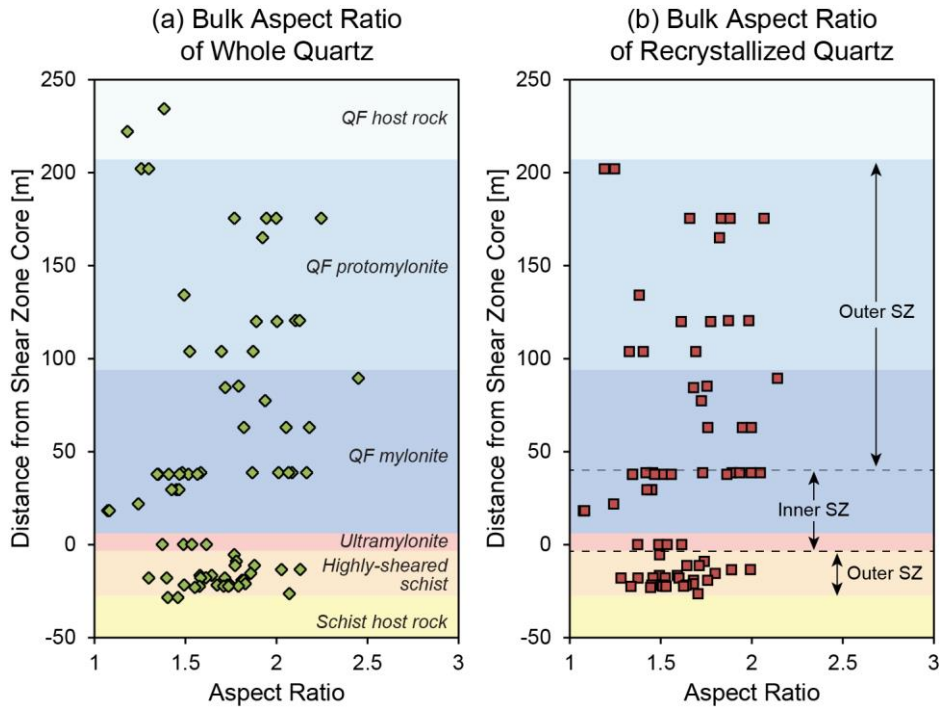 (a) Bulk Aspect Ratio
of Whole Quartz
Distance from Shear Zone Core [m]
200
150
100
50
0
-50
QF host rock
QF protomylonite
QF mylonite
Ultramylonite
Highly-sheared
schist
Schist host rock
1
1.5
2
2.5
3
Aspect Ratio
(b) Bulk Aspect Ratio
of Recrystallized Quartz
Distance from Shear Zone Core [m]
200
150
100
50
0
-50
Outer SZ
Inner SZ
Outer SZ
1
1.5
2
2.5
3
Aspect Ratio